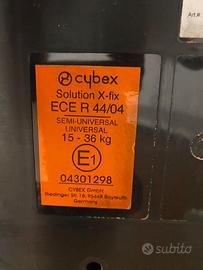 Art.#
cybex
Solution X-fix
ECE R 44/04
SEMI-UNIVERSAL
UNIVERSAL
15 - 36 kg
E1
04301298
CYBEX GmbH
Riedinger Str. 18, 95448 Bayreuth
Germany
subito